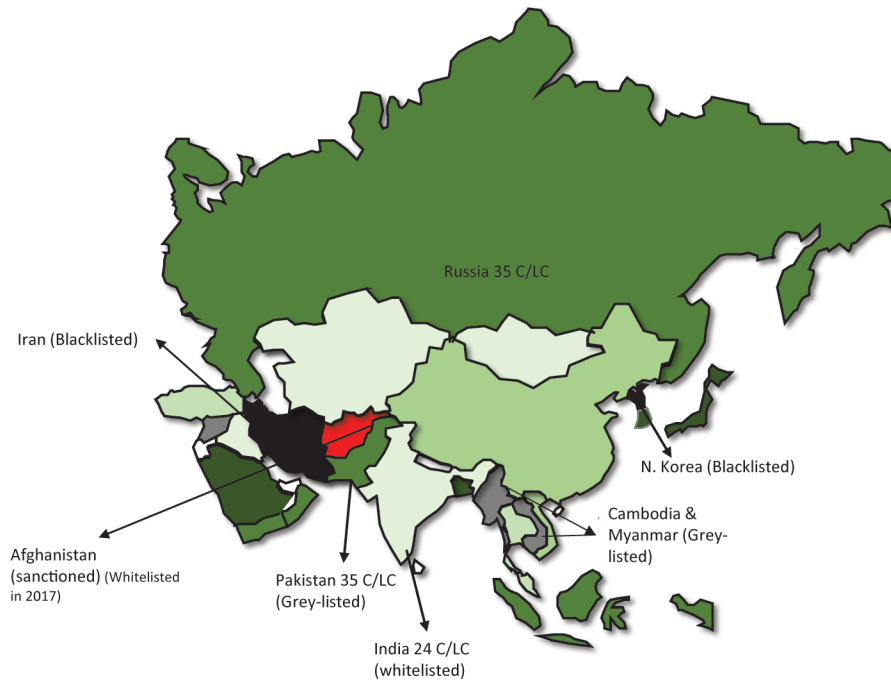 Russia 35 C/LC
Iran (Blacklisted)
N. Korea (Blacklisted)
Cambodia &
Myanmar (Grey-
listed)
Afghanistan
(sanctioned) (Whitelisted
in 2017)
Pakistan 35 C/LC
(Grey-listed)
India 24 C/LC
(whitelisted)